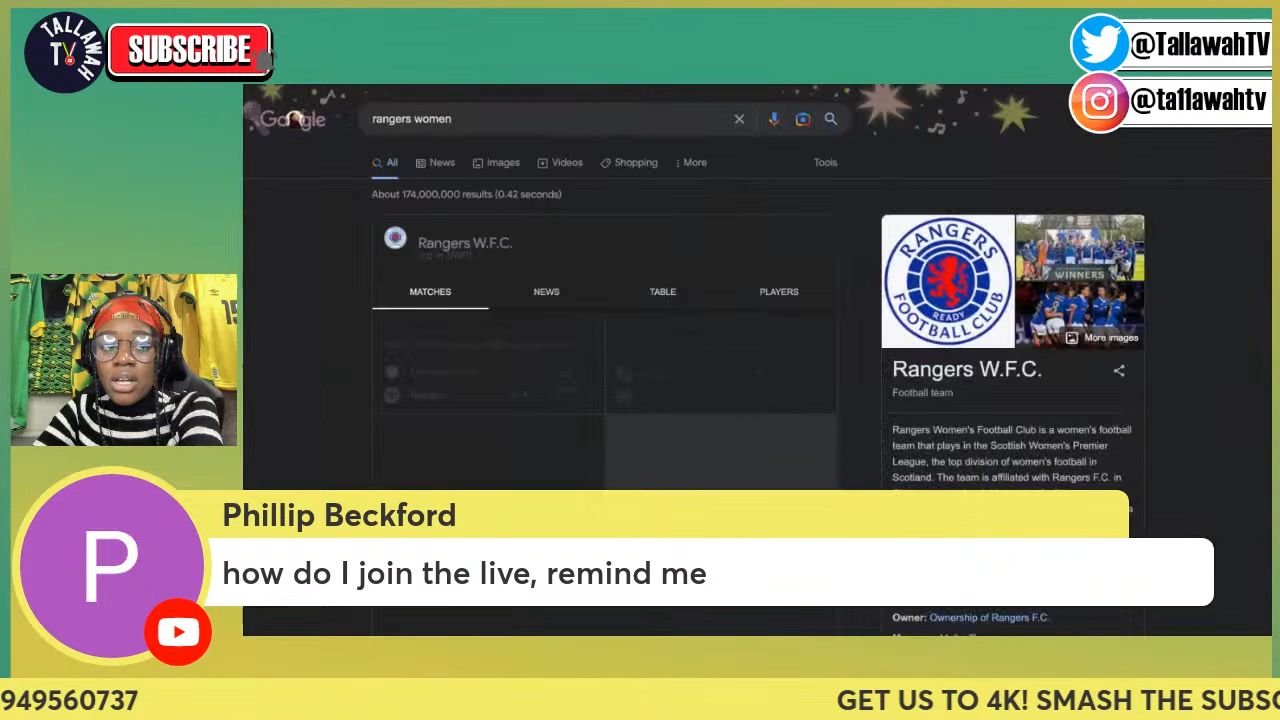 TALLAWAH
TV
SUBSCRIBE
@TallawahTV
@ta11awahtv
Google
rangers women
All
News
Images
Videos
Shopping
More
Tools
About 174,000,000 results (0.42 seconds)
Rangers W.F.C.
MATCHES
NEWS
TABLE
PLAYERS
RANGERS
READY
FOOTBALL CLUB
WINNERS
More images
Rangers W.F.C.
Football team
Rangers Women's Football Club is a women's football
team that plays in the Scottish Women's Premier
League, the top division of women's football in
Scotland. The team is affiliated with Rangers F.C. in
Phillip Beckford
P
how do I join the live, remind me
Owner: Ownership of Rangers F.C.
949560737
GET US TO 4K! SMASH THE SUBSC